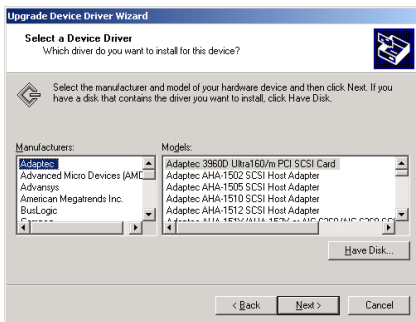 Upgrade Device Driver Wizard
Select a Device Driver
Which driver do you want to install for this device?
Select the manufacturer and model of your hardware device and then click Next. If you
have a disk that contains the driver you want to install, click Have Disk.
Manufacturers:
Adaptec
Advanced Micro Devices (AMD
Advansys
American Megatrends Inc.
BusLogic
Models:
Adaptec 3960D Ultra160/m PCI SCSI Card
Adaptec AHA-1502 SCSI Host Adapter
Adaptec AHA-1505 SCSI Host Adapter
Adaptec AHA-1510 SCSI Host Adapter
Adaptec AHA-1512 SCSI Host Adapter
Have Disk...
< Back
Next >
Cancel